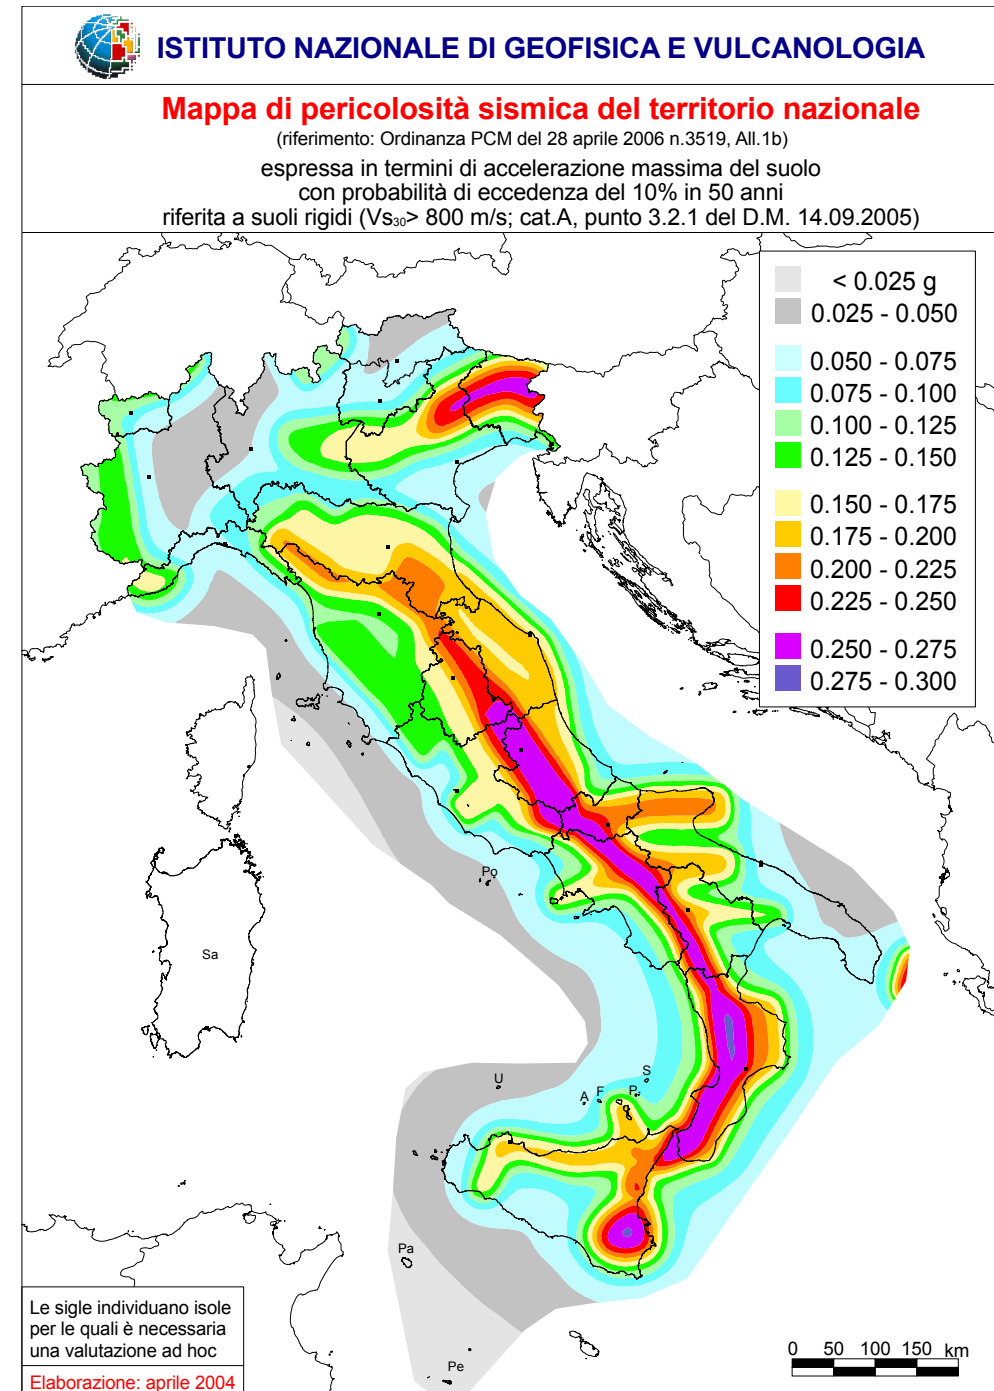 ISTITUTO NAZIONALE DI GEOFISICA E VULCANOLOGIA
Mappa di pericolosità sismica del territorio nazionale
(riferimento: Ordinanza PCM del 28 aprile 2006 n.3519, All.1b)
espressa in termini di accelerazione massima del suolo
con probabilità di eccedenza del 10% in 50 anni
riferita a suoli rigidi (Vs30> 800 m/s; cat.A, punto 3.2.1 del D.M. 14.09.2005)
< 0.025 g
0.025 - 0.050
0.050 - 0.075
0.075 - 0.100
0.100 - 0.125
0.125 - 0.150
0.150 - 0.175
0.175 - 0.200
0.200 - 0.225
0.225 - 0.250
0.250 - 0.275
0.275 - 0.300
Po
Sa
U
S
A
F
P
Pa
Pe
Le sigle individuano isole
per le quali è necessaria
una valutazione ad hoc
Elaborazione: aprile 2004
0 50 100 150 km